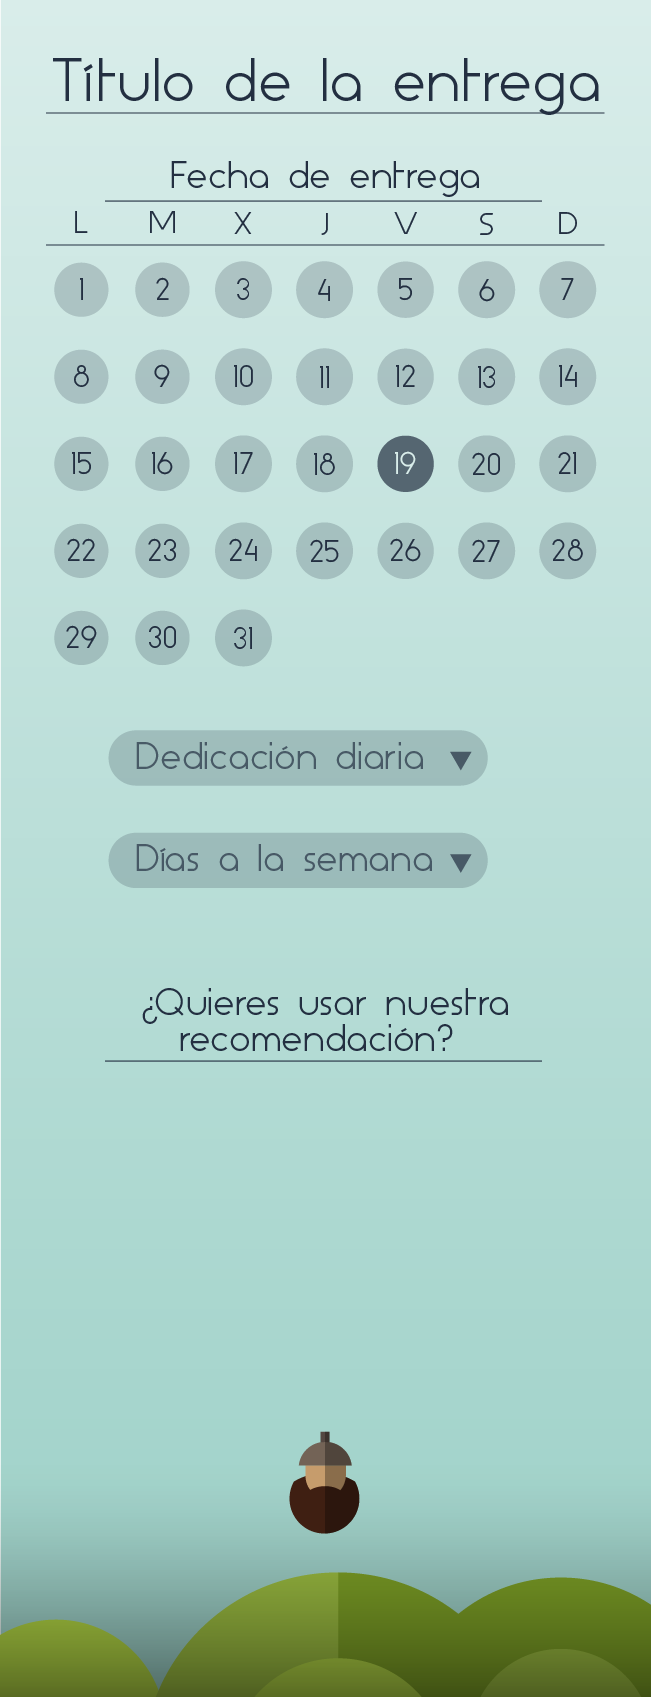 Título de la entrega
Fecha de entrega
L M X J V S D
1 2 3 4 5 6 7
8 9 10 11 12 13 14
15 16 17 18 19 20 21
22 23 24 25 26 27 28
29 30 31
Dedicación diaria ▼
Días a la semana ▼
¿Quieres usar nuestra
recomendación?